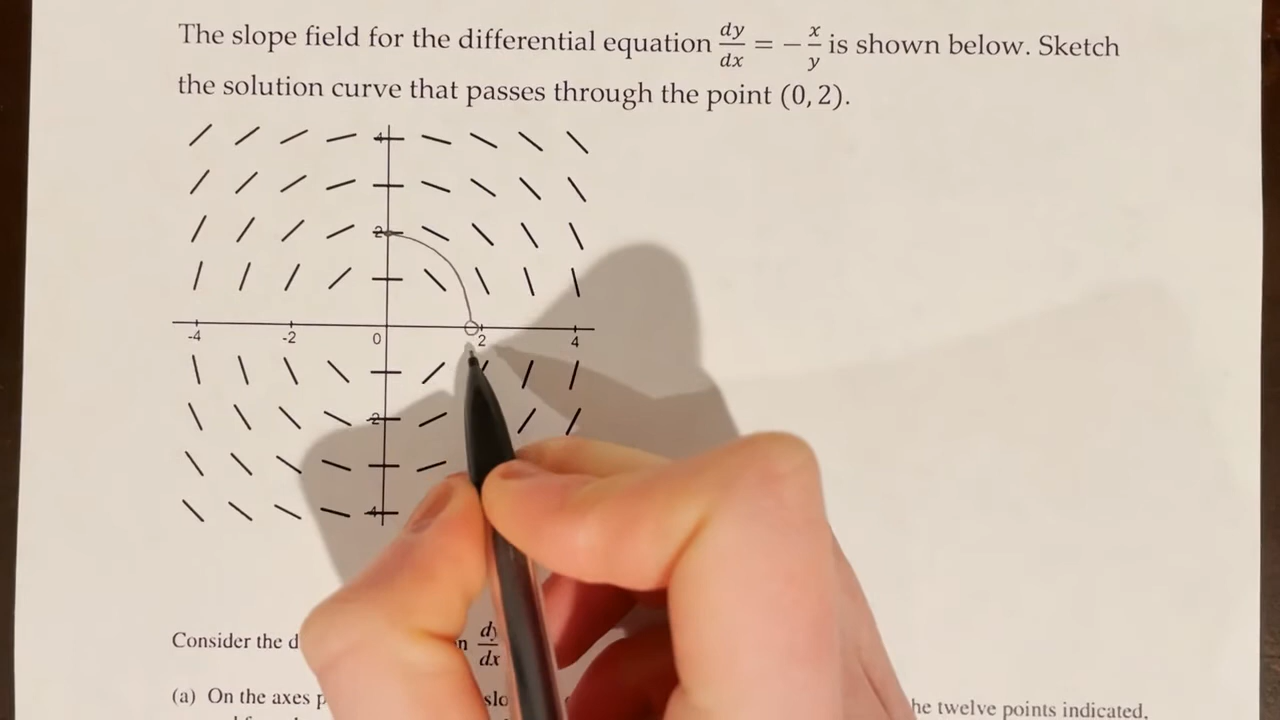 The slope field for the differential equation dy/dx = −x/y is shown below. Sketch
the solution curve that passes through the point (0, 2).
4
2
-4 -2 0 2 4
-2
-4
Consider the d n dy/dx
(a) On the axes p slo he twelve points indicated,